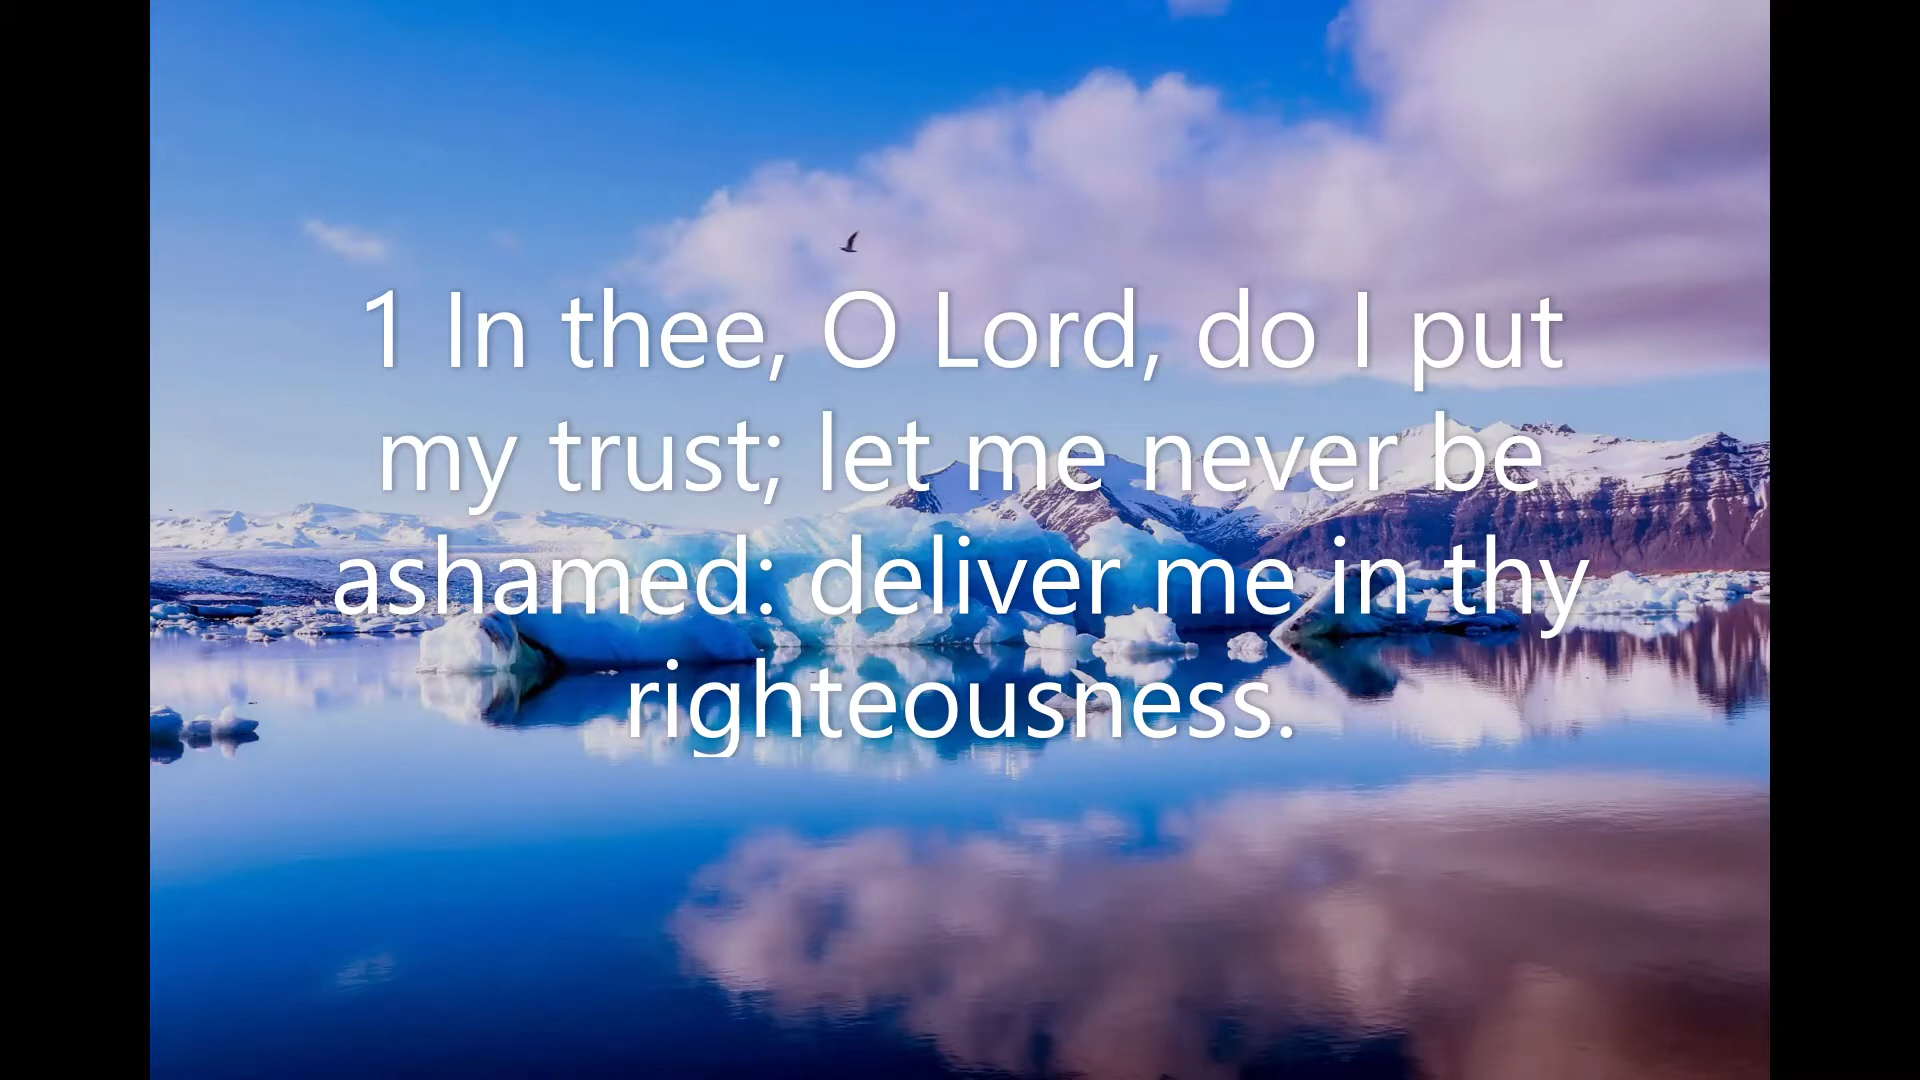 1 In thee, O Lord, do I put
my trust; let me never be
ashamed: deliver me in thy
righteousness.